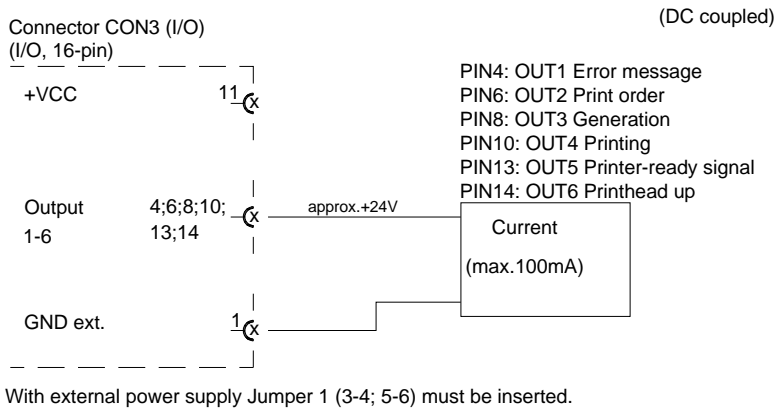 (DC coupled)
Connector CON3 (I/O)
(I/O, 16-pin)
PIN4: OUT1 Error message
PIN6: OUT2 Print order
PIN8: OUT3 Generation
PIN10: OUT4 Printing
PIN13: OUT5 Printer-ready signal
PIN14: OUT6 Printhead up
+VCC 11 x
Output 4;6;8;10; x approx.+24V
1-6 13;14
Current
(max.100mA)
GND ext. 1 x
With external power supply Jumper 1 (3-4; 5-6) must be inserted.